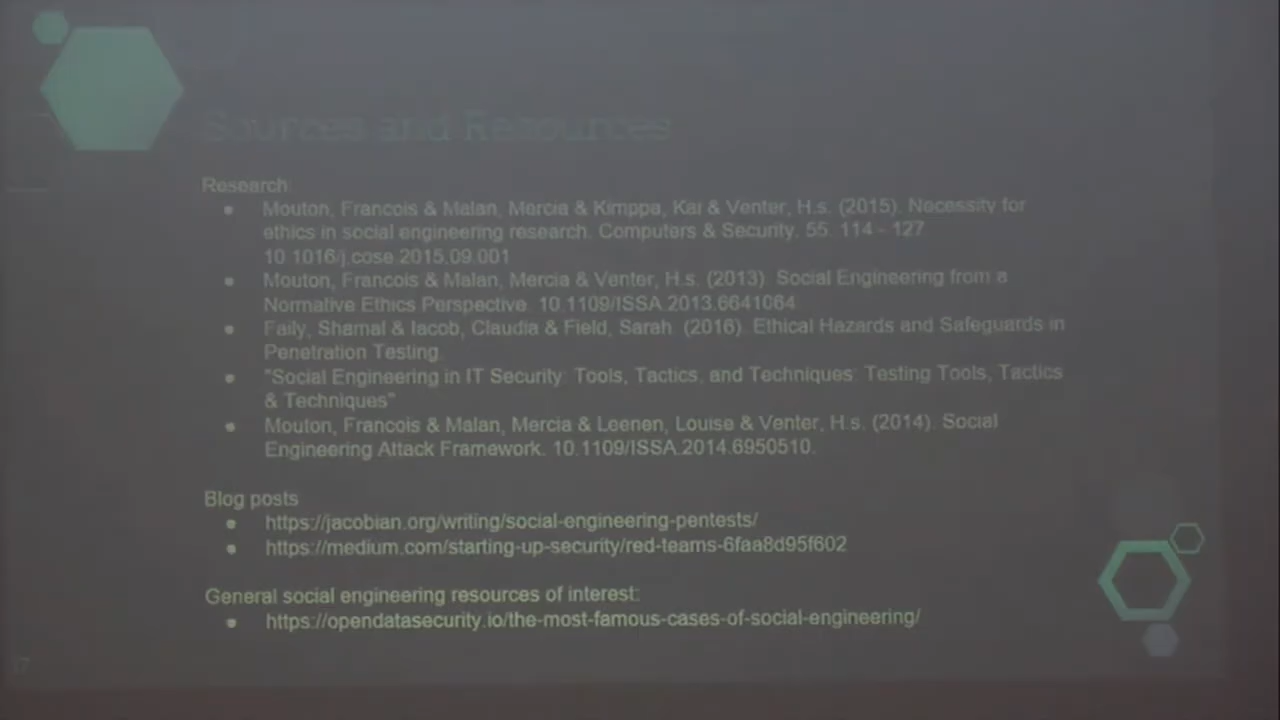 Sources and Resources
Research:
Mouton, Francois & Malan, Mercia & Kimppa, Kai & Venter, H.s. (2015). Necessity for
ethics in social engineering research. Computers & Security. 55. 114 - 127
10.1016/j.cose.2015.09.001
Mouton, Francois & Malan, Mercia & Venter, H.s. (2013). Social Engineering from a
Normative Ethics Perspective. 10.1109/ISSA.2013.6641064.
Faily, Shamal & Iacob, Claudia & Field, Sarah. (2016). Ethical Hazards and Safeguards in
Penetration Testing.
"Social Engineering in IT Security: Tools, Tactics, and Techniques: Testing Tools, Tactics
& Techniques"
Mouton, Francois & Malan, Mercia & Leenen, Louise & Venter, H.s. (2014). Social
Engineering Attack Framework. 10.1109/ISSA.2014.6950510.
Blog posts
https://jacobian.org/writing/social-engineering-pentests/
https://medium.com/starting-up-security/red-teams-6faa8d95f602
General social engineering resources of interest:
https://opendatasecurity.io/the-most-famous-cases-of-social-engineering/